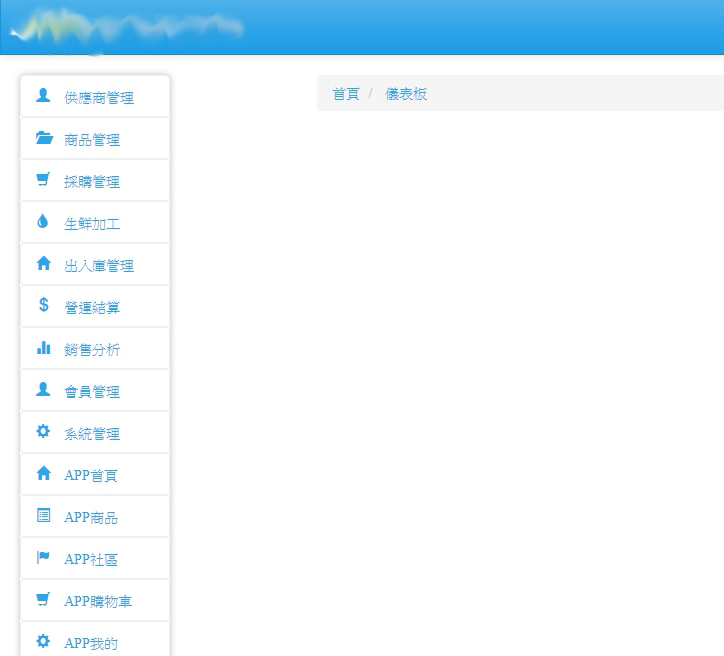 首頁 / 儀表板
供應商管理
商品管理
採購管理
生鮮加工
出入庫管理
營運結算
銷售分析
會員管理
系統管理
APP首頁
APP商品
APP社區
APP購物車
APP我的